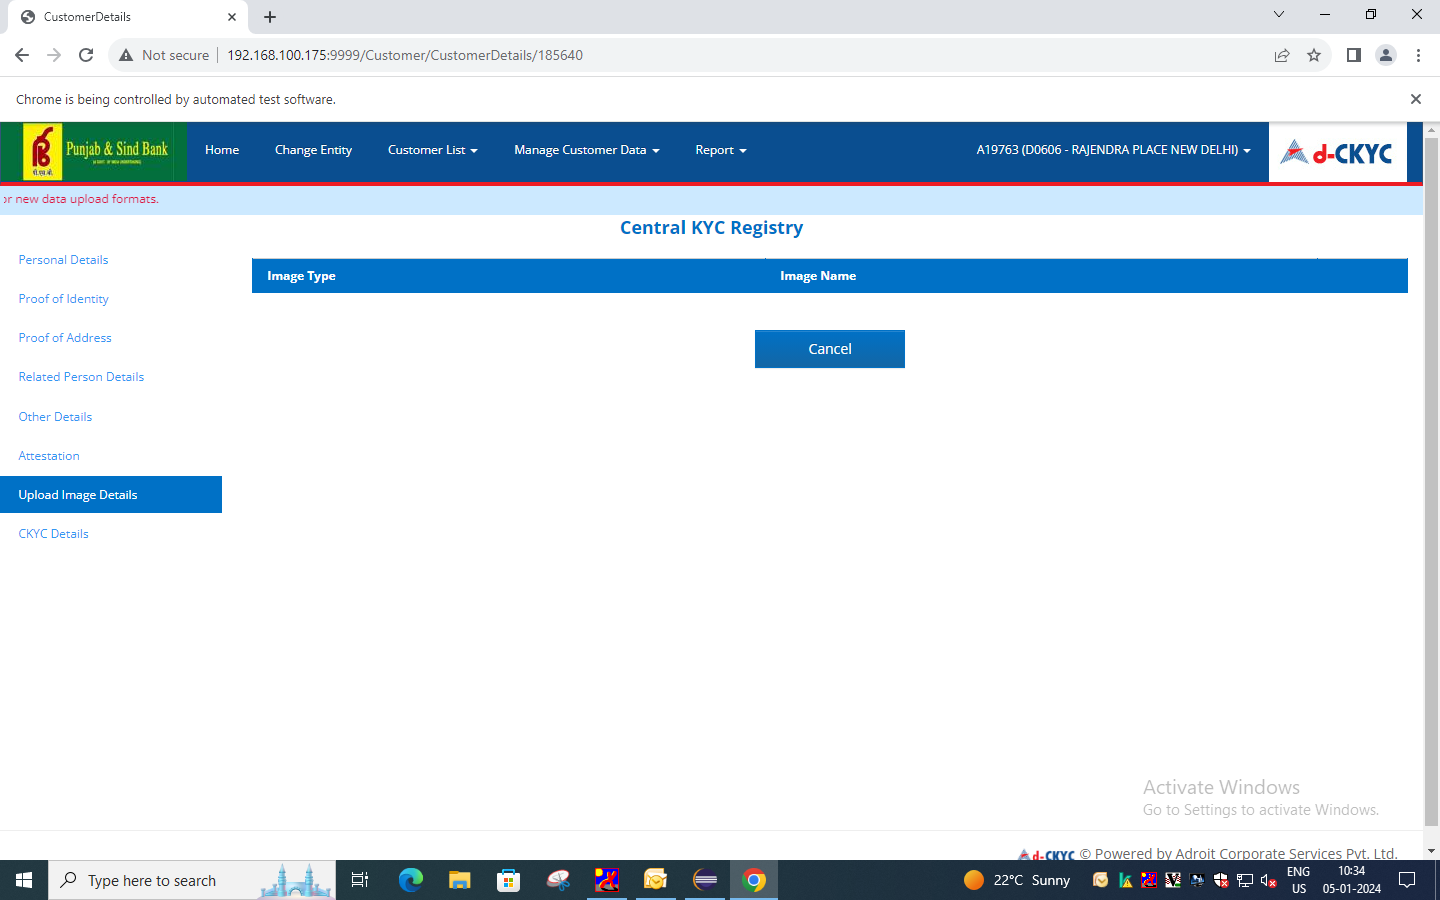 CustomerDetails
Not secure
192.168.100.175:9999/Customer/CustomerDetails/185640
Chrome is being controlled by automated test software.
Punjab & Sind Bank
पी.एस.बी.
Home
Change Entity
Customer List
Manage Customer Data
Report
A19763 (D0606 - RAJENDRA PLACE NEW DELHI)
d-CKYC
or new data upload formats.
Central KYC Registry
Personal Details
Proof of Identity
Proof of Address
Related Person Details
Other Details
Attestation
Upload Image Details
CKYC Details
Image Type
Image Name
Cancel
Activate Windows
Go to Settings to activate Windows.
d-CKYC © Powered by Adroit Corporate Services Pvt. Ltd.
Type here to search
22°C Sunny
ENG
US
10:34
05-01-2024